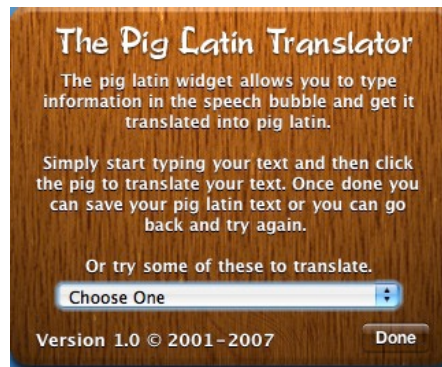 The Pig Latin Translator
The pig latin widget allows you to type
information in the speech bubble and get it
translated into pig latin.
Simply start typing your text and then click
the pig to translate your text. Once done you
can save your pig latin text or you can go
back and try again.
Or try some of these to translate.
Choose One
Version 1.0 © 2001-2007 Done